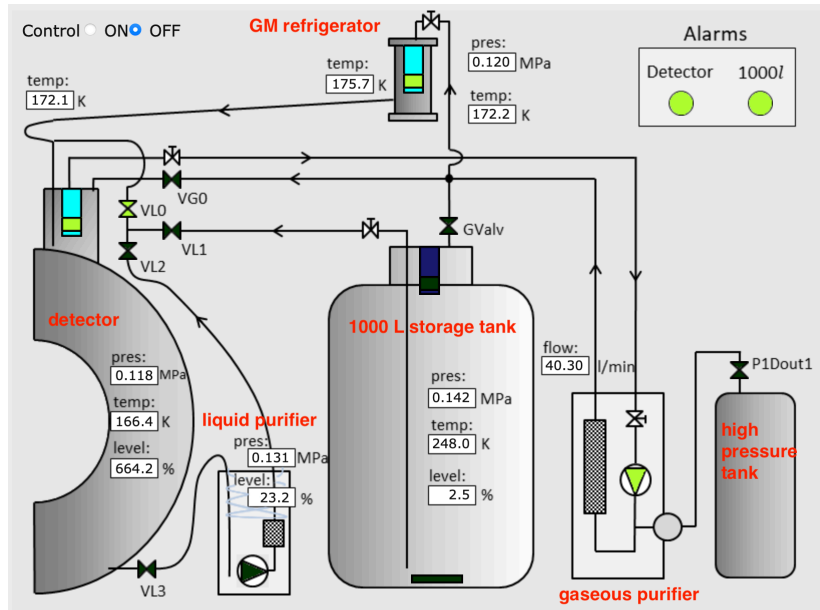 Control ON OFF
GM refrigerator
Alarms
Detector 1000l
temp:
172.1 K
temp:
175.7 K
pres:
0.120 MPa
temp:
172.2 K
VG0
VL0
VL1
VL2
GValv
detector
pres:
0.118 MPa
temp:
166.4 K
level:
664.2 %
liquid purifier
pres:
0.131 MPa
level:
23.2 %
VL3
1000 L storage tank
pres:
0.142 MPa
temp:
248.0 K
level:
2.5 %
flow:
40.30 l/min
gaseous purifier
P1Dout1
high
pressure
tank